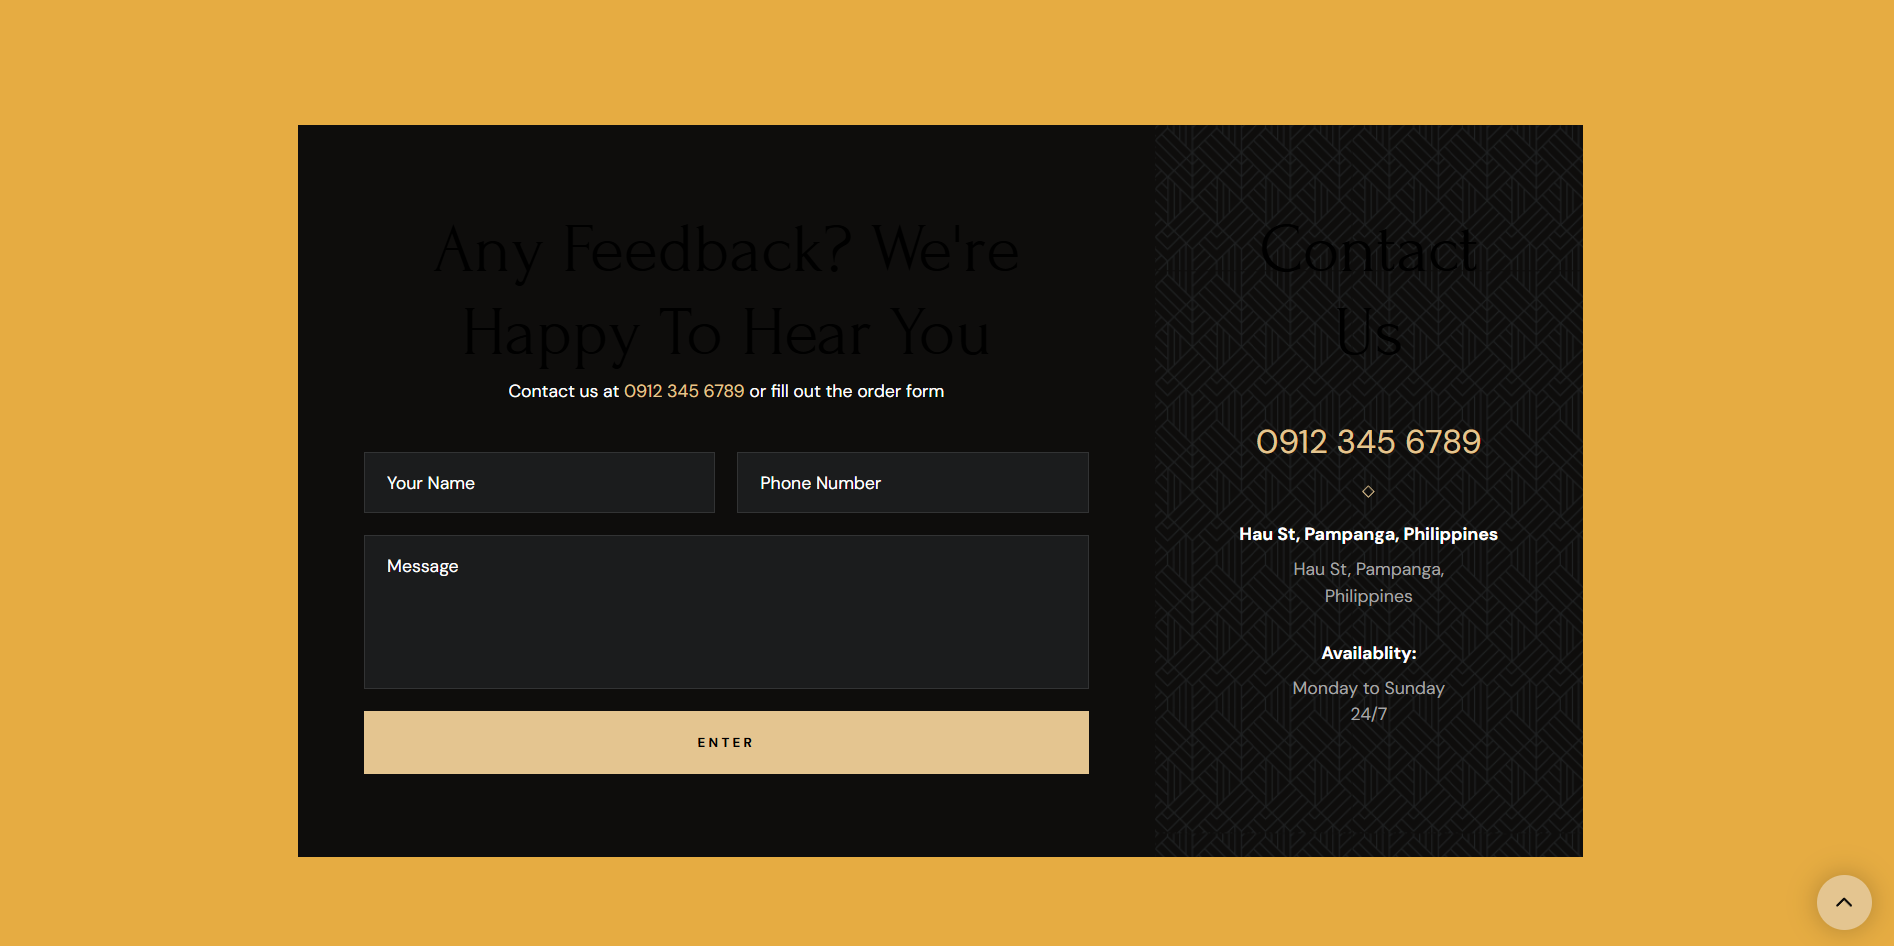 Any Feedback? We're
Happy To Hear You
Contact us at 0912 345 6789 or fill out the order form
Your Name
Phone Number
Message
ENTER
Contact
Us
0912 345 6789
Hau St, Pampanga, Philippines
Hau St, Pampanga,
Philippines
Availablity:
Monday to Sunday
24/7